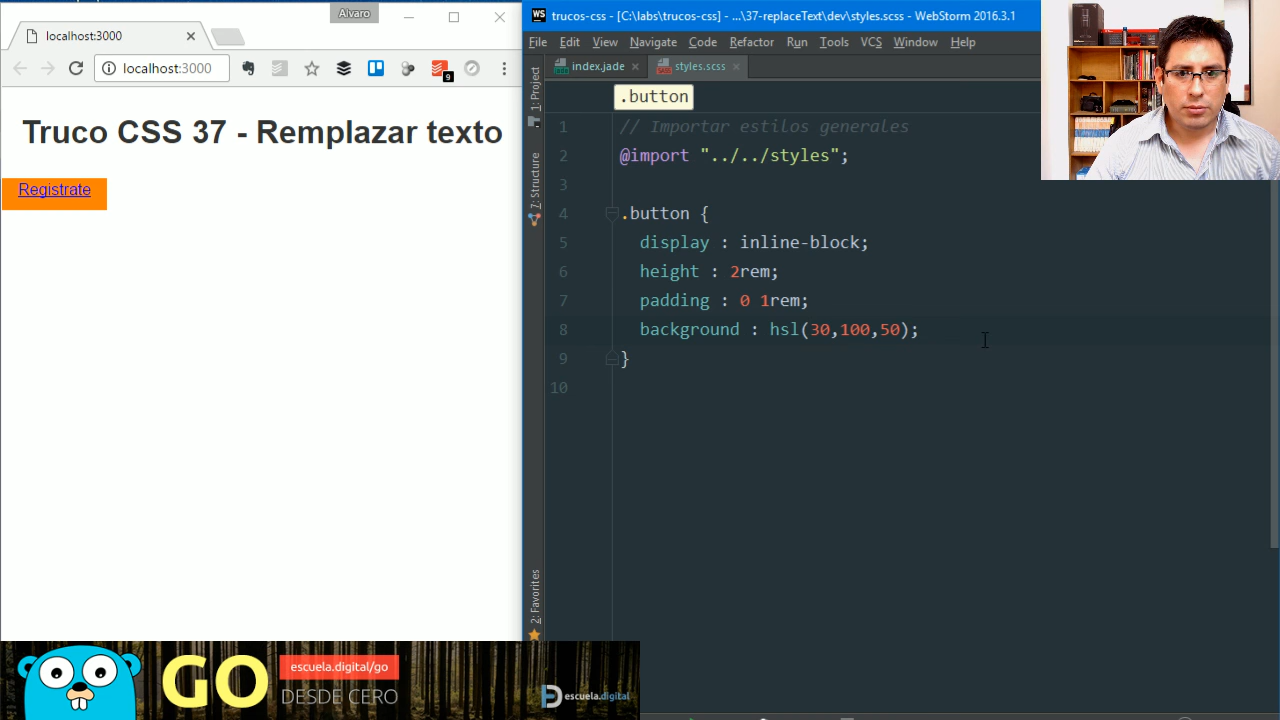 Alvaro
localhost:3000
localhost:3000
9
Truco CSS 37 - Remplazar texto
Registrate
WS
trucos-css - [C:\labs\trucos-css] - ...\37-replaceText\dev\styles.scss - WebStorm 2016.3.1
File Edit View Navigate Code Refactor Run Tools VCS Window Help
index.jade
styles.scss
1: Project
7: Structure
2: Favorites
.button
1 // Importar estilos generales
2 @import "../../styles";
3
4 .button {
5 display : inline-block;
6 height : 2rem;
7 padding : 0 1rem;
8 background : hsl(30,100,50);
9 }
10
GO
escuela.digital/go
DESDE CERO
escuela.digital